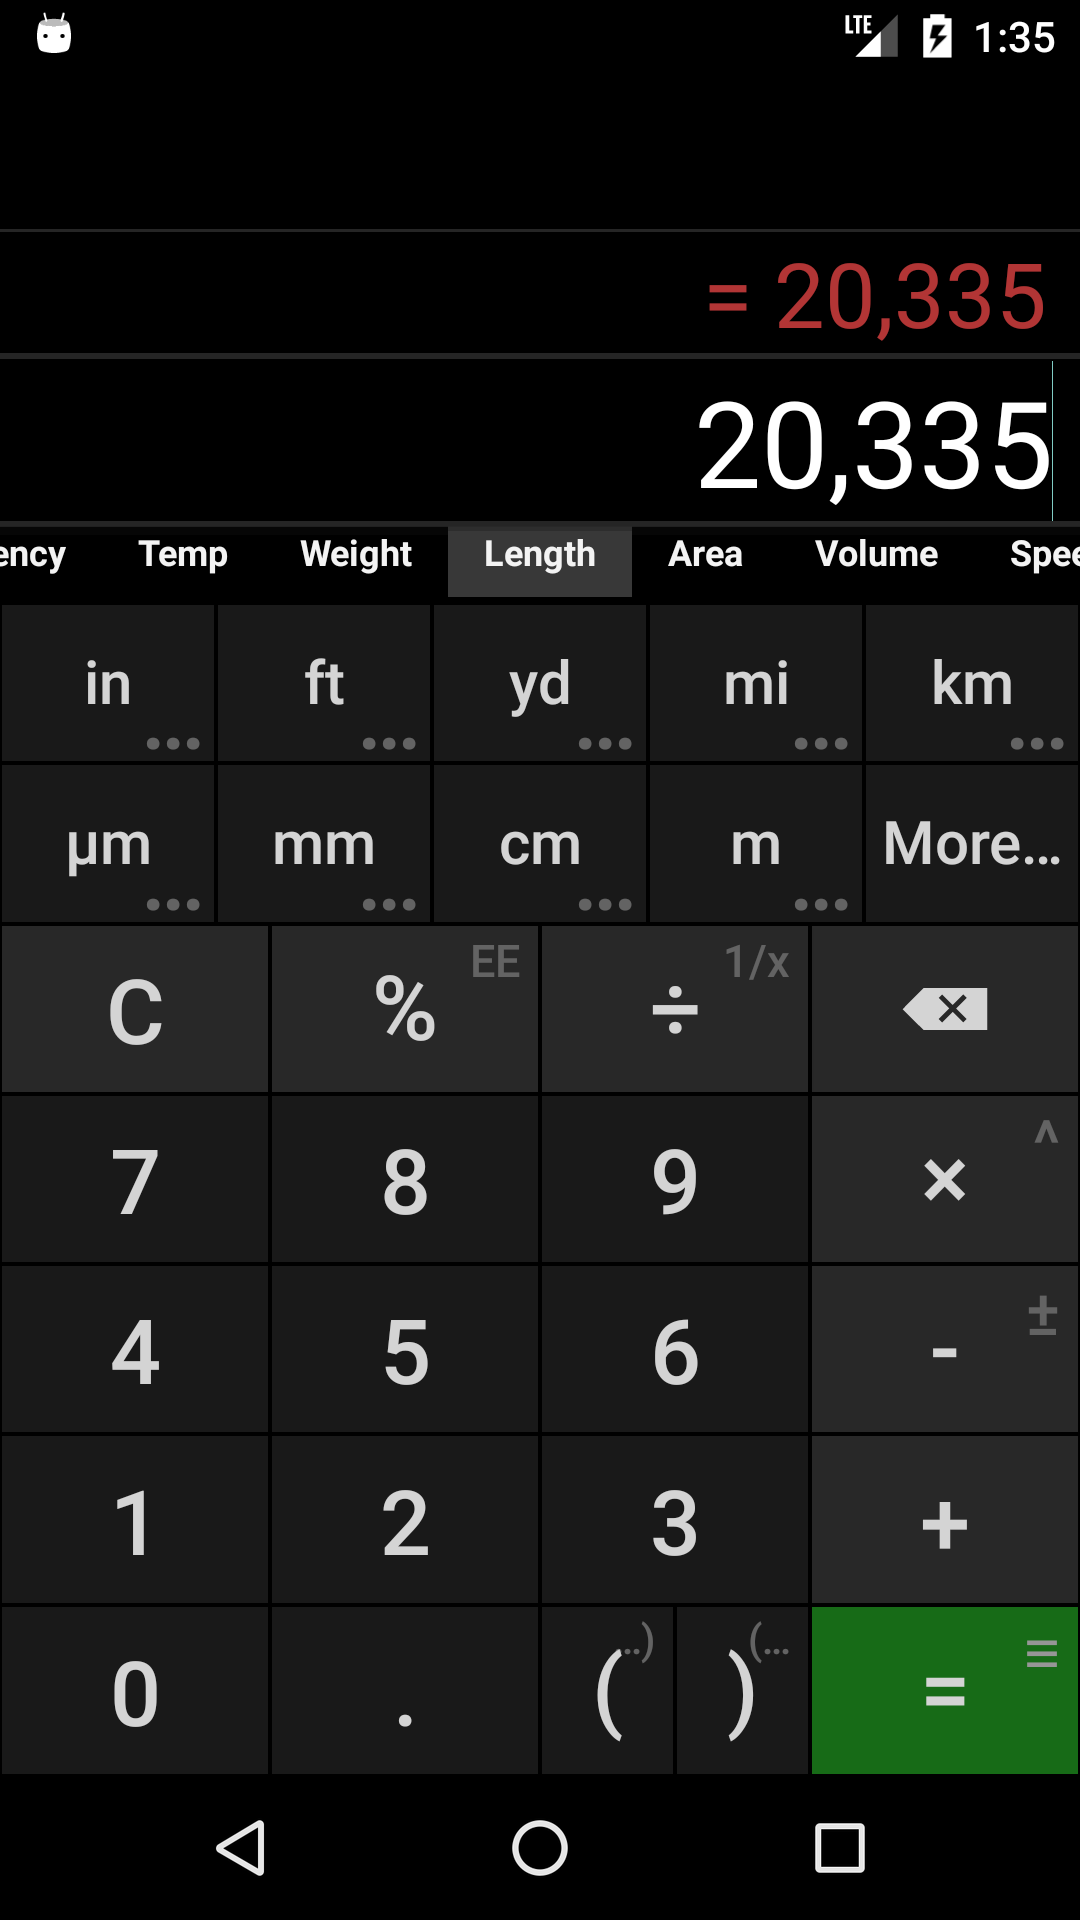 LTE 1:35
= 20,335
20,335
ency Temp Weight Length Area Volume Spee
in ft yd mi km
µm mm cm m More...
C % EE ÷ 1/x
7 8 9 × ^
4 5 6 - ±
1 2 3 +
0 . ( ..) ) (... =